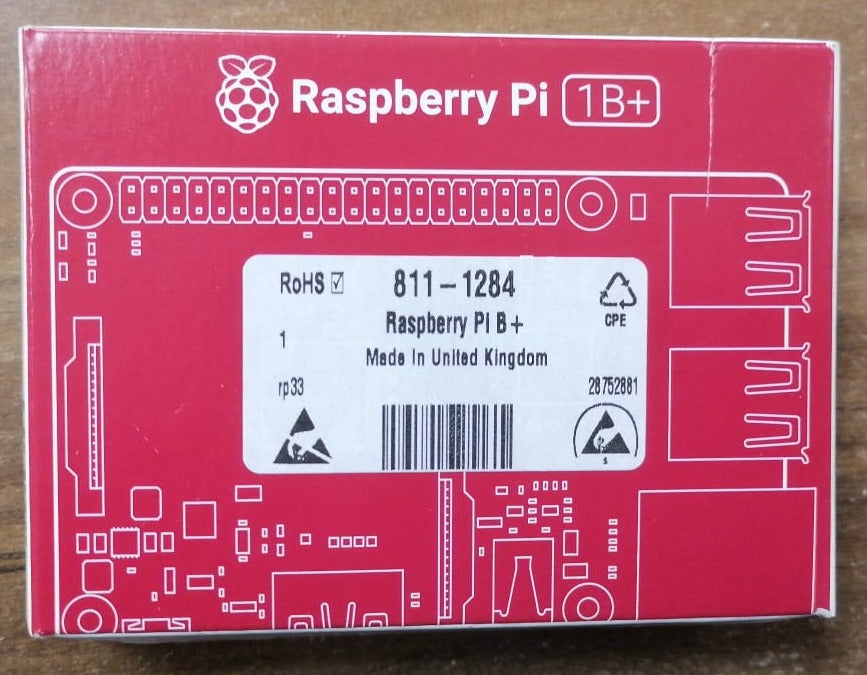 Raspberry Pi 1B+
RoHS ☑ 811-1284
Raspberry Pi B+
CPE
1
Made In United Kingdom
rp33
28752881
S